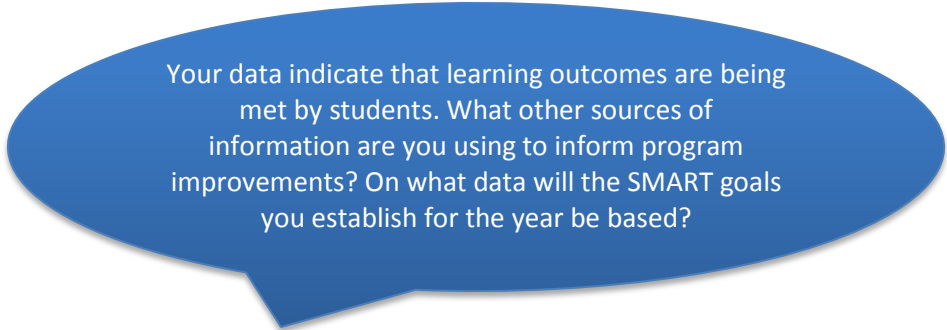 Your data indicate that learning outcomes are being
met by students. What other sources of
information are you using to inform program
improvements? On what data will the SMART goals
you establish for the year be based?